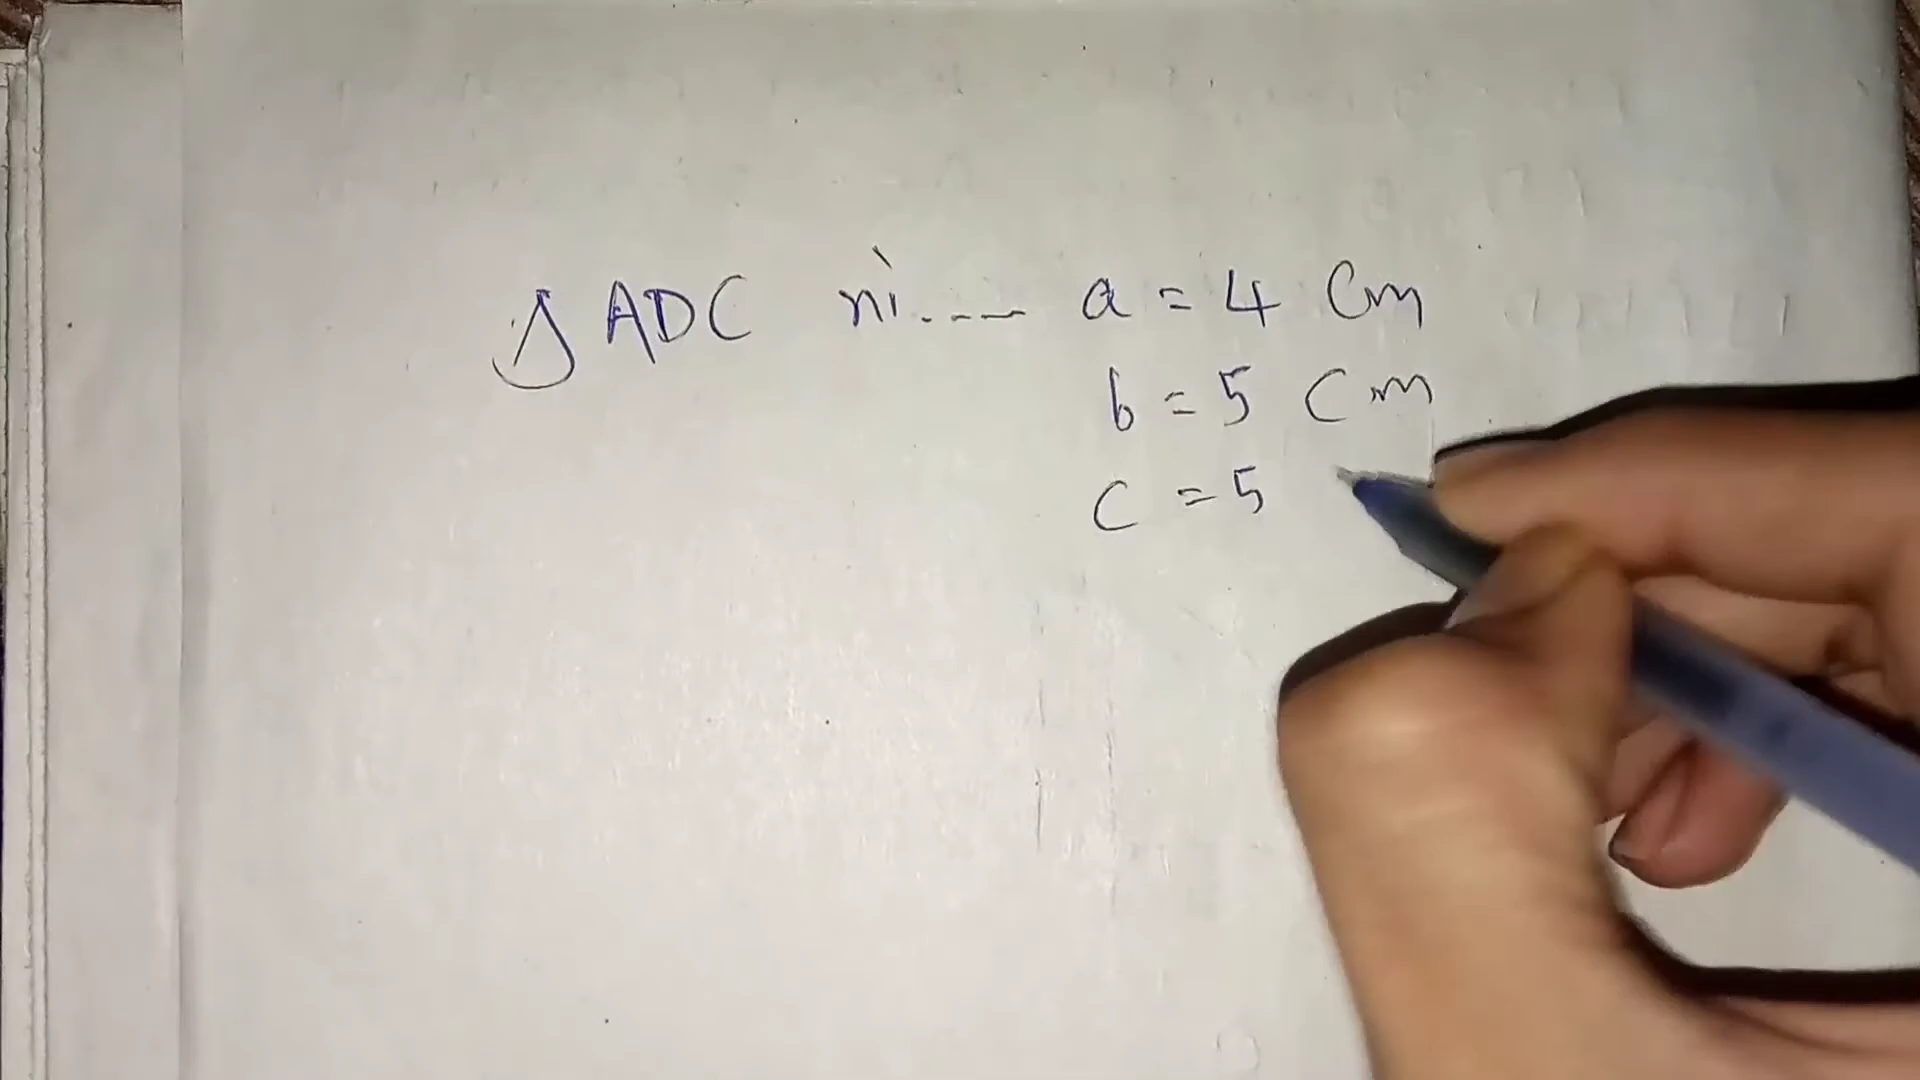 △ ADC ni.---- a = 4 Cm
b = 5 Cm
c = 5